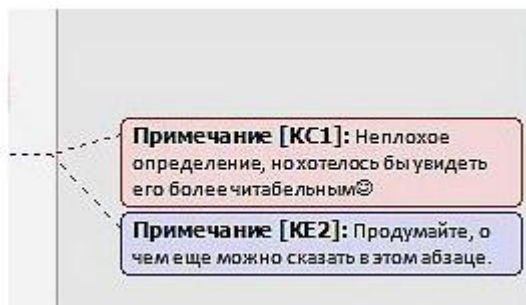 Примечание [КС1]: Неплохое
определение, но хотелось бы увидеть
его более читабельным☺
Примечание [КЕ2]: Продумайте, о
чем еще можно сказать в этом абзаце.